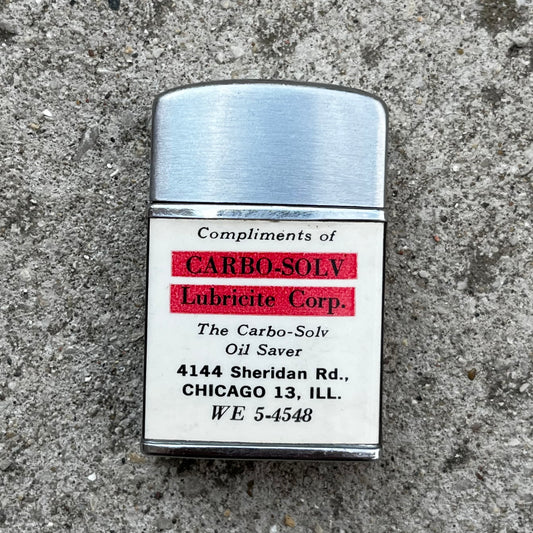 Compliments of
CARBO-SOLV
Lubricite Corp.
The Carbo-Solv
Oil Saver
4144 Sheridan Rd.,
CHICAGO 13, ILL.
WE 5-4548